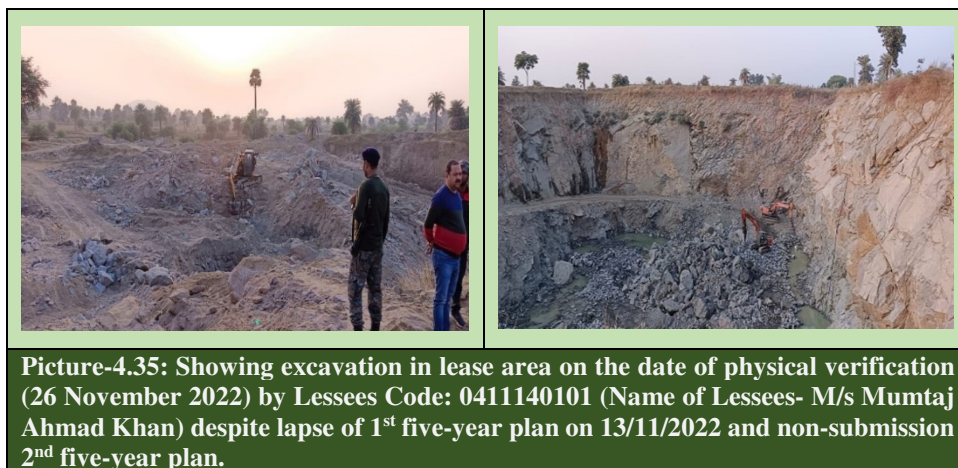 Picture-4.35: Showing excavation in lease area on the date of physical verification
(26 November 2022) by Lessees Code: 0411140101 (Name of Lessees- M/s Mumtaj
Ahmad Khan) despite lapse of 1st five-year plan on 13/11/2022 and non-submission
2nd five-year plan.